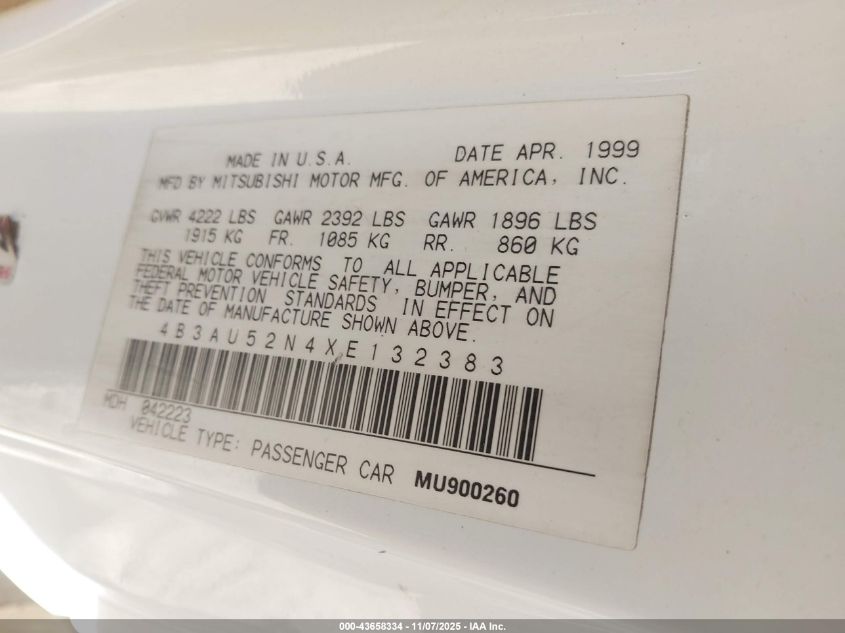 MADE IN U.S.A. DATE APR. 1999
MFD BY MITSUBISHI MOTOR MFG. OF AMERICA, INC.
GVWR 4222 LBS GAWR 2392 LBS GAWR 1896 LBS
1915 KG FR. 1085 KG RR. 860 KG
THIS VEHICLE CONFORMS TO ALL APPLICABLE
FEDERAL MOTOR VEHICLE SAFETY, BUMPER, AND
THEFT PREVENTION STANDARDS IN EFFECT ON
THE DATE OF MANUFACTURE SHOWN ABOVE.
4B3AU52N4XE132383
MDH 042223
VEHICLE TYPE: PASSENGER CAR MU900260
000-43658334 - 11/07/2025 - IAA Inc.